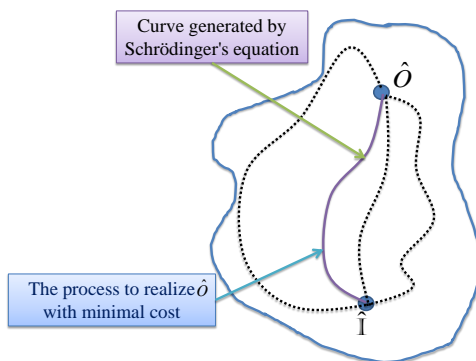 Curve generated by
Schrödinger's equation
Ô
The process to realize Ô
with minimal cost
𝕀̂